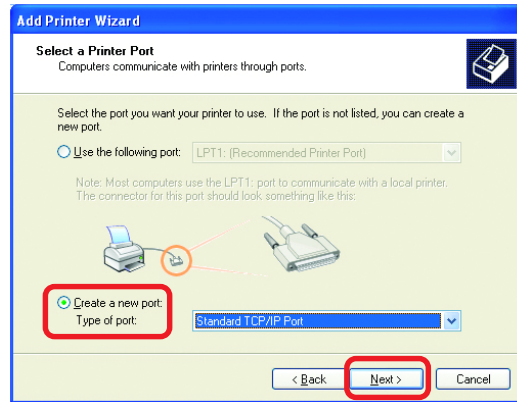 Add Printer Wizard
Select a Printer Port
Computers communicate with printers through ports.
Select the port you want your printer to use. If the port is not listed, you can create a
new port.
Use the following port: LPT1: (Recommended Printer Port)
Note: Most computers use the LPT1: port to communicate with a local printer.
The connector for this port should look something like this:
Create a new port:
Type of port: Standard TCP/IP Port
< Back Next > Cancel